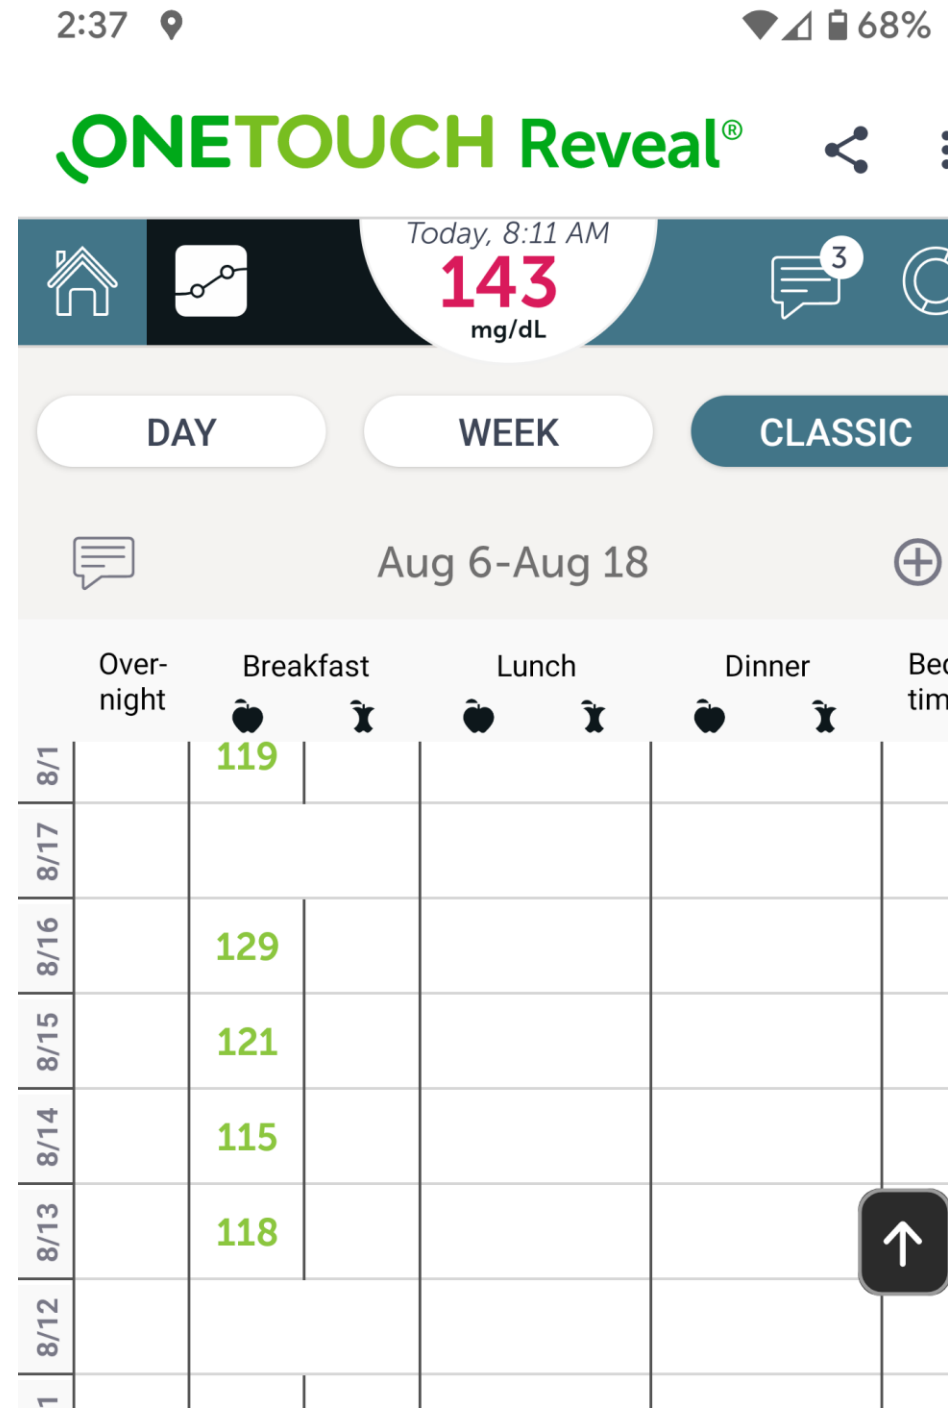 2:37 68%
ONETOUCH Reveal®
Today, 8:11 AM
143
mg/dL
3
DAY WEEK CLASSIC
Aug 6-Aug 18
Over-
night
Breakfast Lunch Dinner
8/1 119
8/17
8/16 129
8/15 121
8/14 115
8/13 118
8/12